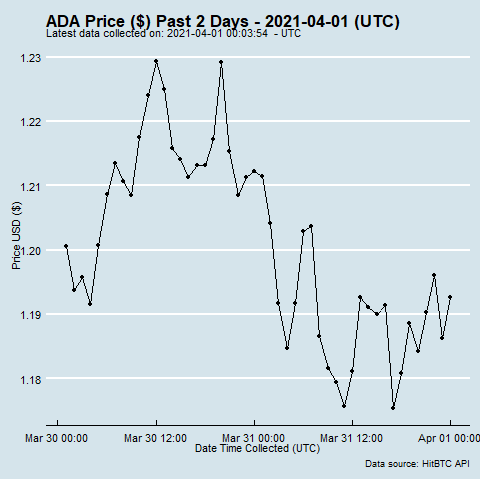 ADA Price ($) Past 2 Days - 2021-04-01 (UTC)
Latest data collected on: 2021-04-01 00:03:54 - UTC
1.23
1.22
1.21
1.20
1.19
1.18
Price USD ($)
Mar 30 00:00 Mar 30 12:00 Mar 31 00:00 Mar 31 12:00 Apr 01 00:00
Date Time Collected (UTC)
Data source: HitBTC API